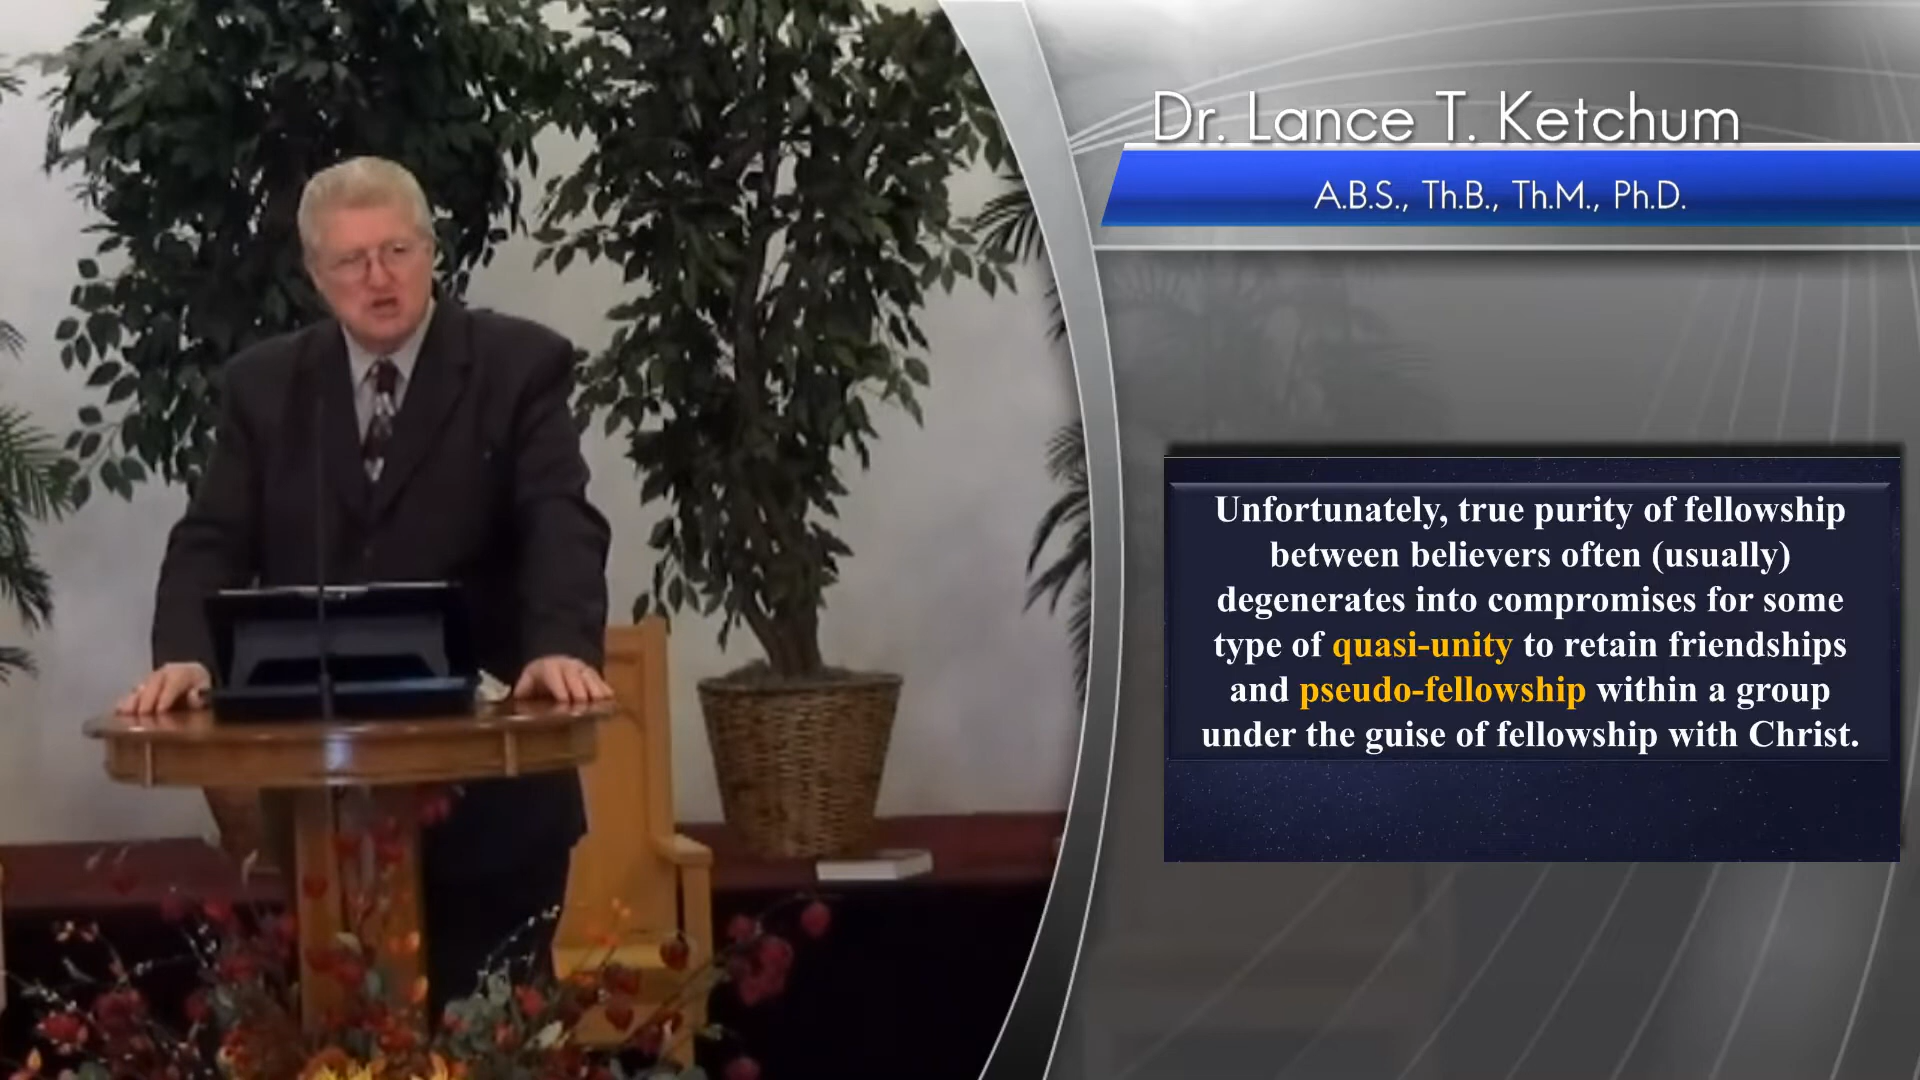 Dr. Lance T. Ketchum
A.B.S., Th.B., Th.M., Ph.D.
Unfortunately, true purity of fellowship
between believers often (usually)
degenerates into compromises for some
type of quasi-unity to retain friendships
and pseudo-fellowship within a group
under the guise of fellowship with Christ.